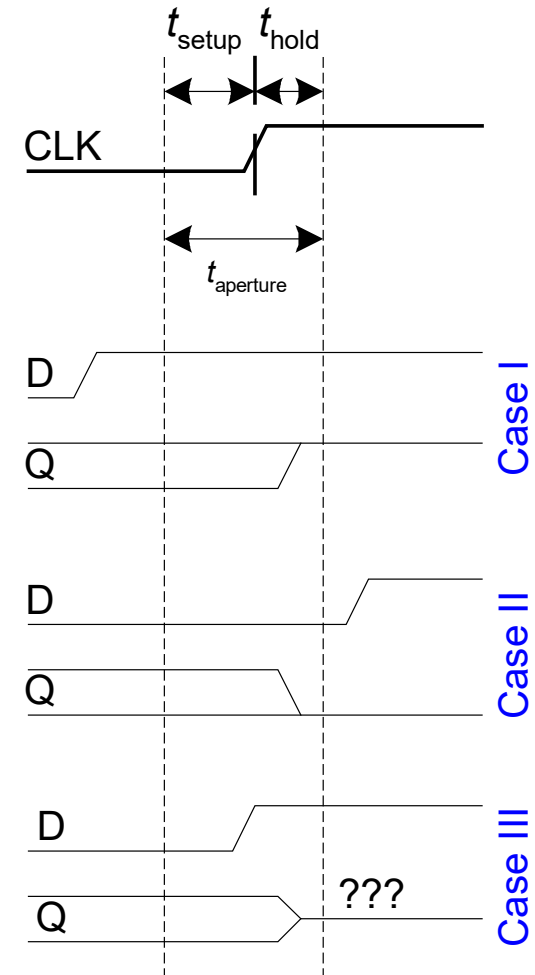 tsetup thold
CLK
taperture
D
Q
Case I
D
Q
Case II
D
Q
???
Case III